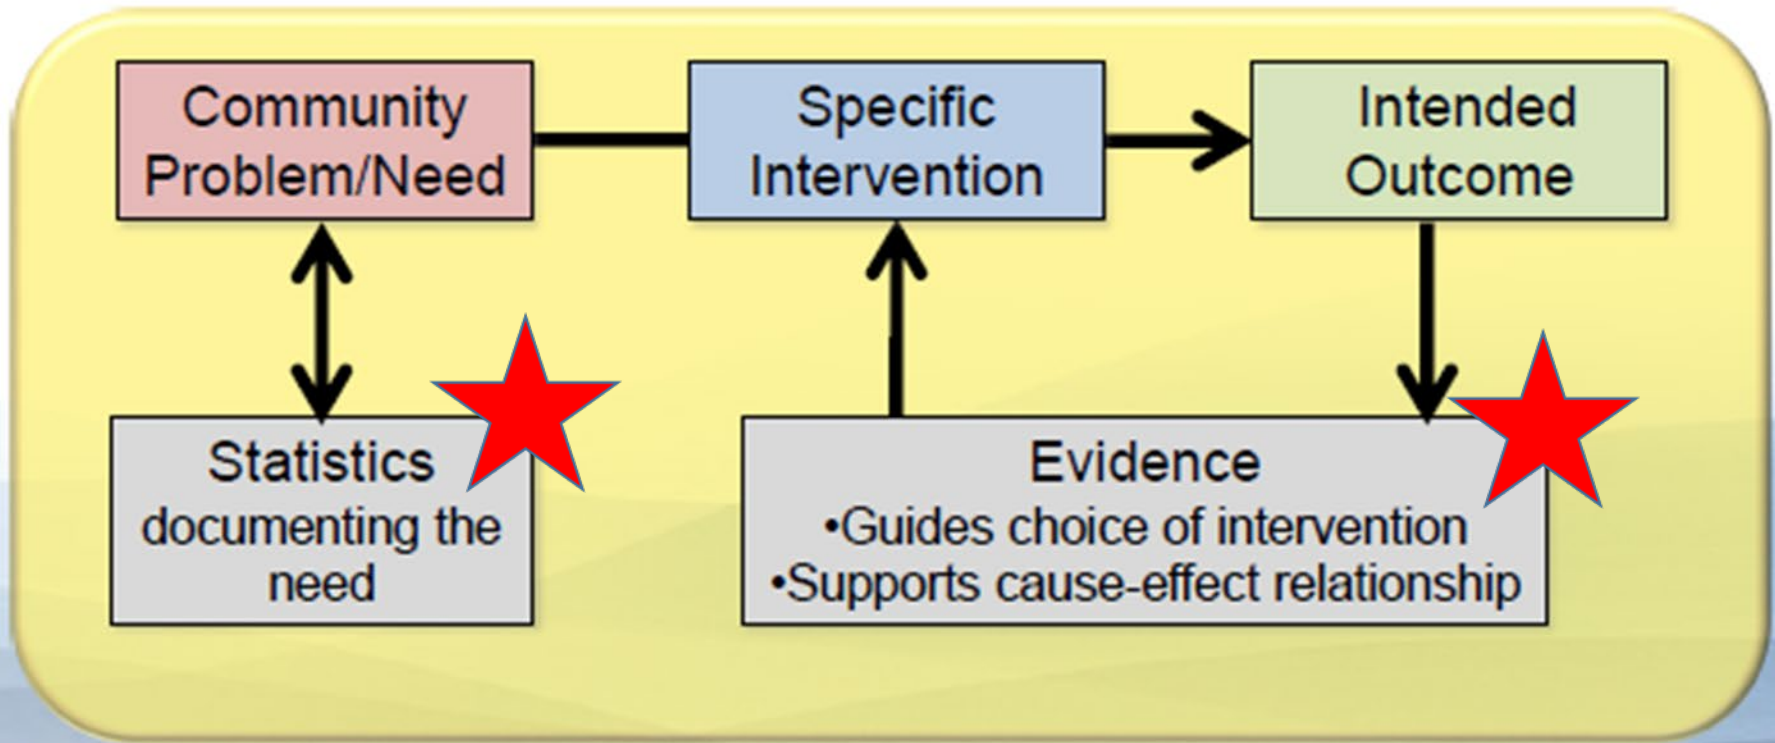 Community
Problem/Need
Specific
Intervention
Intended
Outcome
Statistics
documenting the
need
Evidence
•Guides choice of intervention
•Supports cause-effect relationship